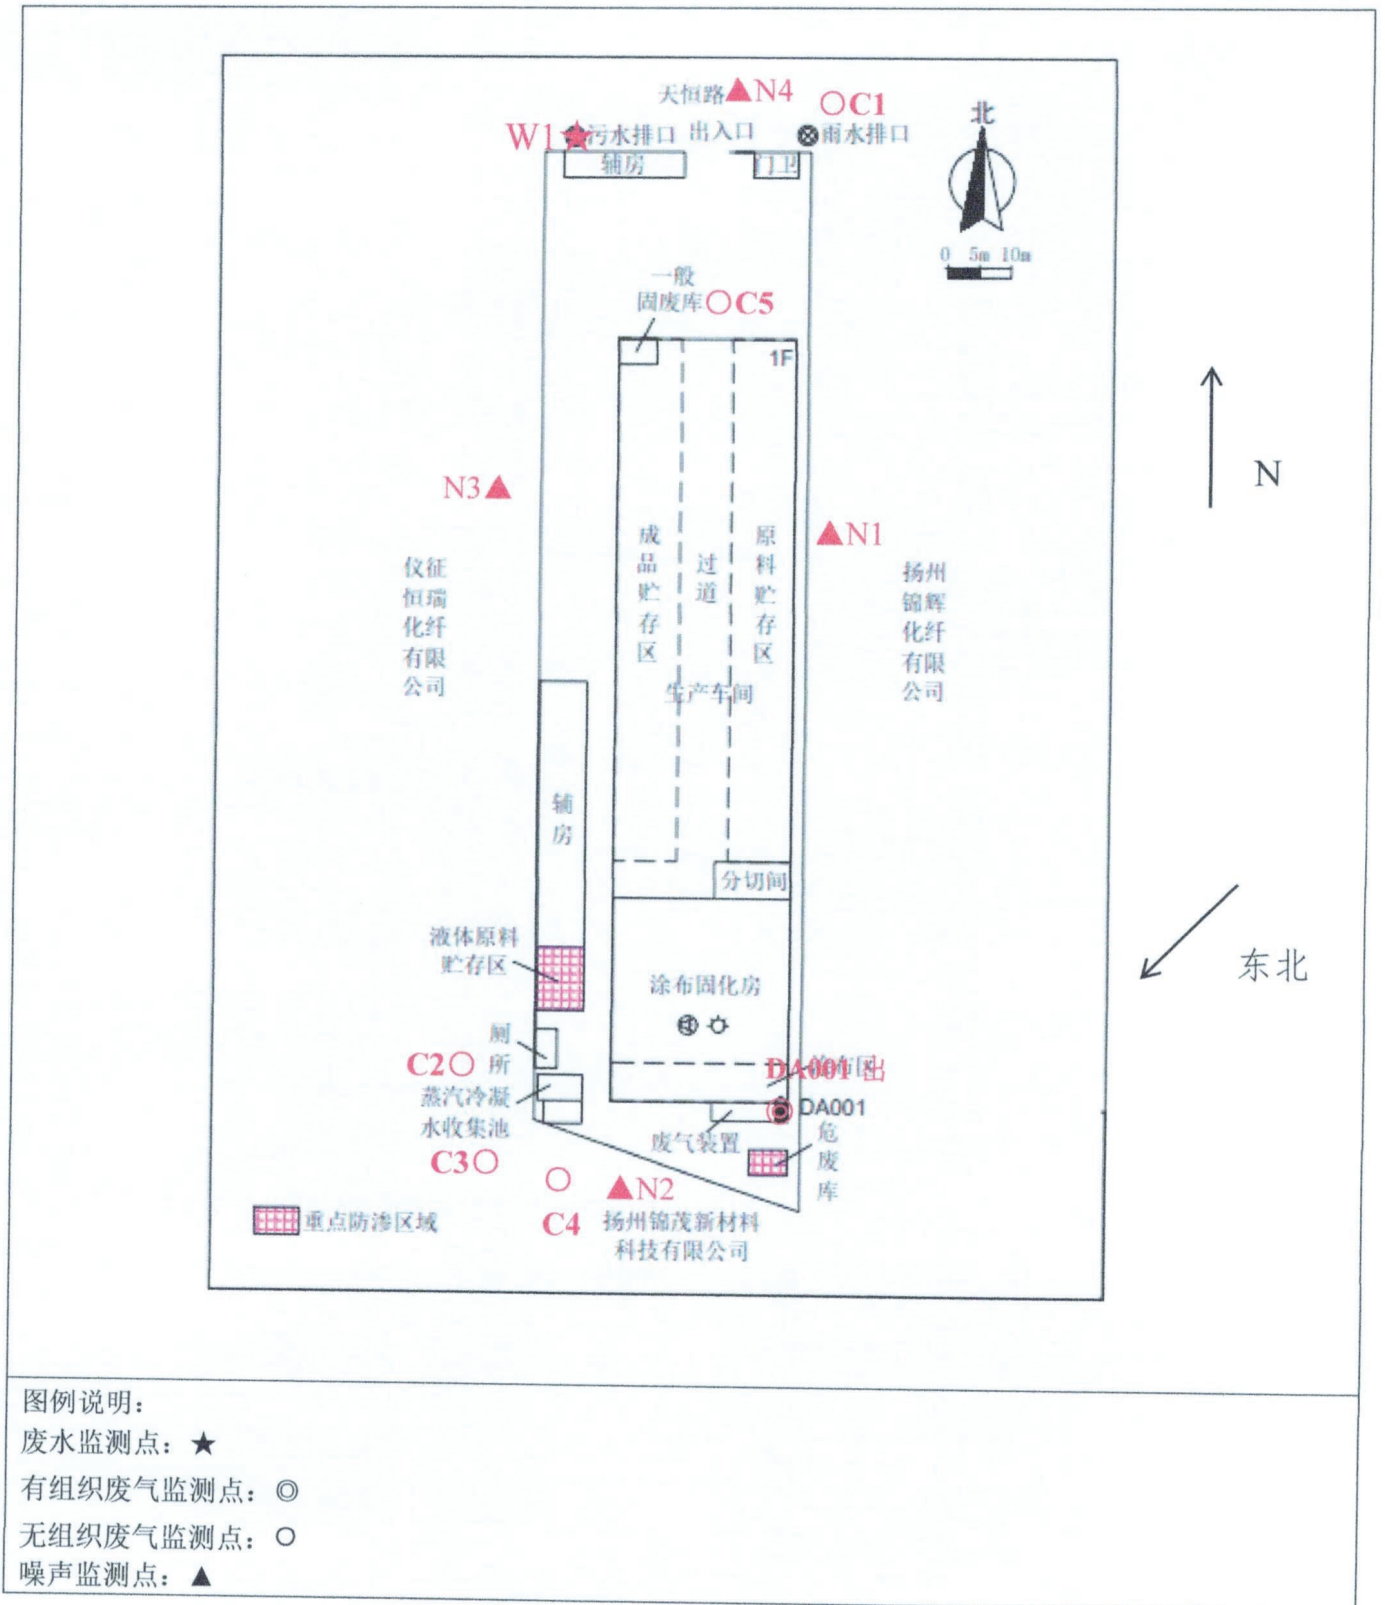 天恒路▲N4
○C1
北
W1★污水排口
出入口
雨水排口
辅房
门卫
0 5m 10m
一般
固废库○C5
1F
N
N3▲
▲N1
成品贮存区
过道
原料贮存区
仪征
恒瑞
化纤
有限
公司
扬州
锦辉
化纤
有限
公司
生产车间
辅房
分切间
液体原料
贮存区
涂布固化房
东北
厕所
C2○
DA001 出
蒸汽冷凝
水收集池
DA001
废气装置
危废库
C3○
▲N2
C4
重点防渗区域
扬州锦茂新材料
科技有限公司
图例说明：
废水监测点：★
有组织废气监测点：◎
无组织废气监测点：○
噪声监测点：▲